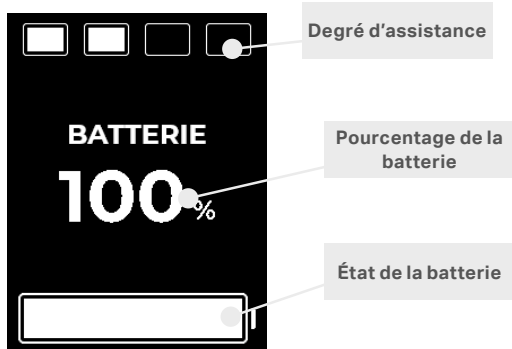 Degré d’assistance
BATTERIE
Pourcentage de la
batterie
100%
État de la batterie